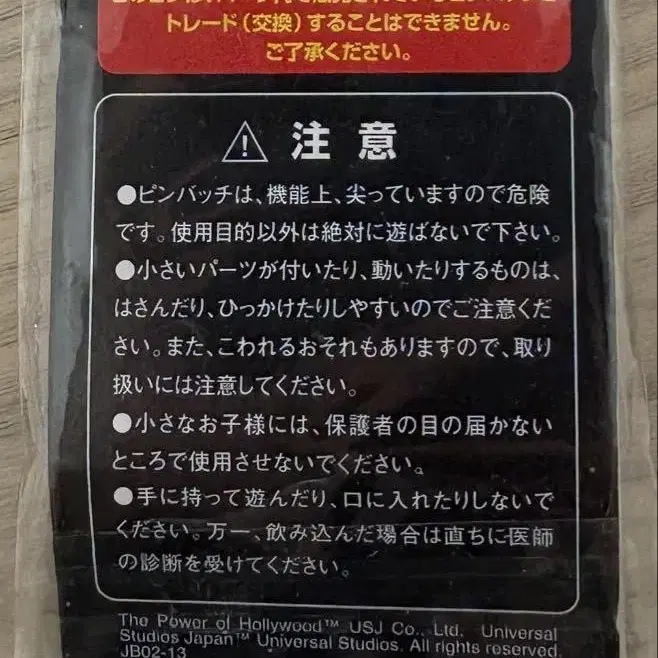 トレード(交換)することはできません。
ご了承ください。
注意
●ピンバッチは、機能上、尖っていますので危険
です。使用目的以外は絶対に遊ばないで下さい。
●小さいパーツが付いたり、動いたりするものは、
はさんだり、ひっかけたりしやすいのでご注意くだ
さい。また、こわれるおそれもありますので、取り
扱いには注意してください。
●小さなお子様には、保護者の目の届かない
ところで使用させないでください。
●手に持って遊んだり、口に入れたりしないで
ください。万一、飲み込んだ場合は直ちに医師
の診断を受けてください。
The Power of Hollywood™ USJ Co., Ltd. Universal
Studios Japan™ Universal Studios. All rights reserved.
JB02-13